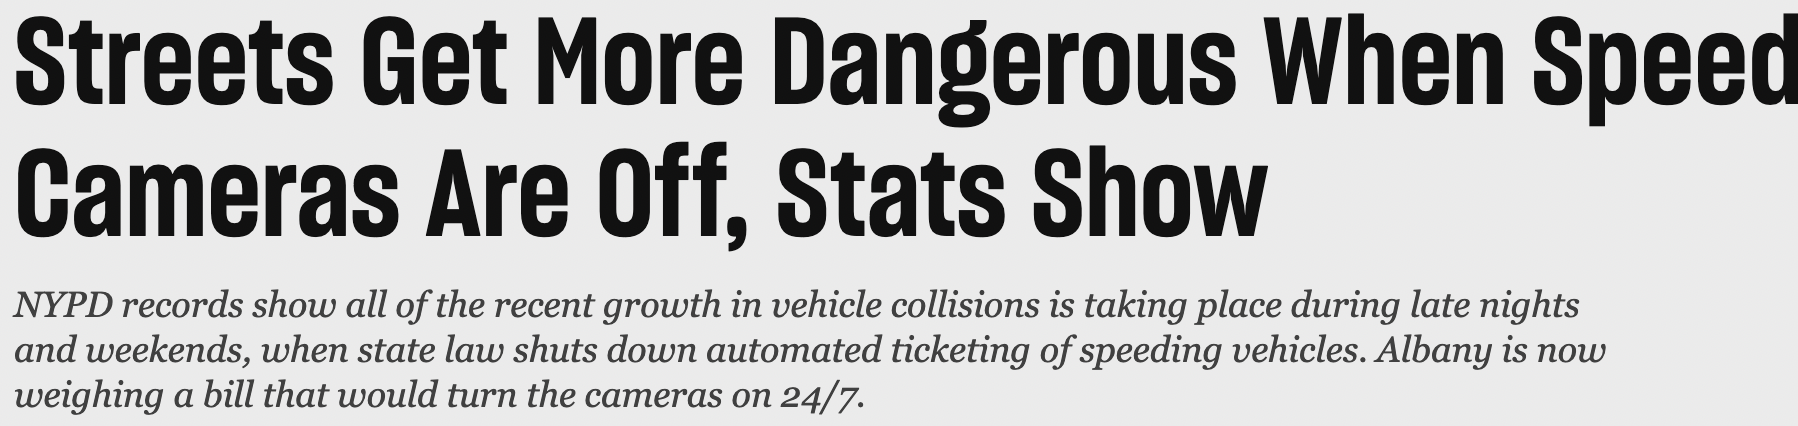 Streets Get More Dangerous When Speed
Cameras Are Off, Stats Show
NYPD records show all of the recent growth in vehicle collisions is taking place during late nights
and weekends, when state law shuts down automated ticketing of speeding vehicles. Albany is now
weighing a bill that would turn the cameras on 24/7.